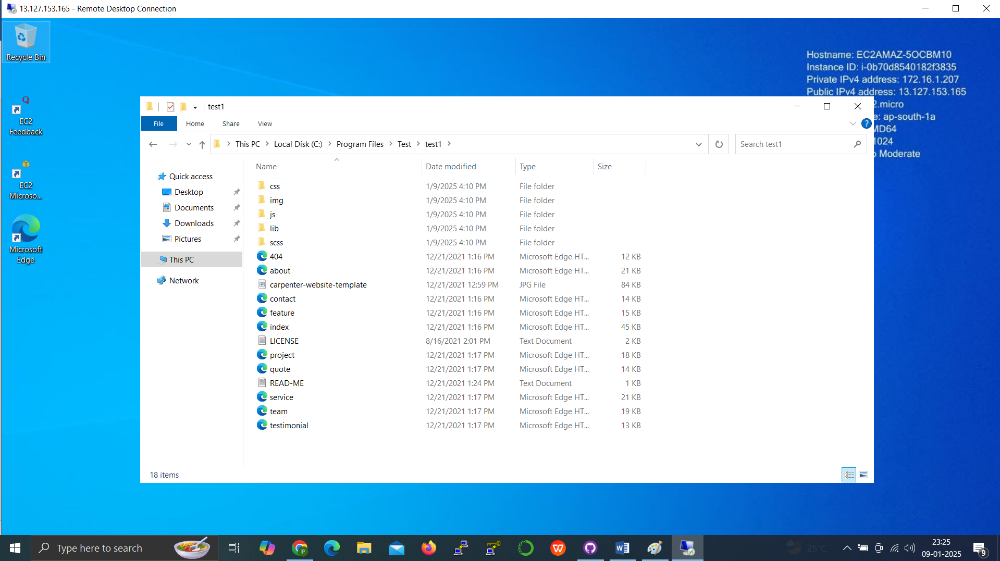 13.127.153.165 - Remote Desktop Connection
Recycle Bin
EC2
Feedback
EC2
Microso...
Microsoft
Edge
Hostname: EC2AMAZ-5OCBM10
Instance ID: i-0b70d8540182f3835
Private IPv4 address: 172.16.1.207
Public IPv4 address: 13.127.153.165
2.micro
e: ap-south-1a
MD64
1024
o Moderate
test1
File Home Share View
?
This PC Local Disk (C:) Program Files Test test1
Search test1
Quick access
Desktop
Documents
Downloads
Pictures
This PC
Network
Name Date modified Type Size
css 1/9/2025 4:10 PM File folder
img 1/9/2025 4:10 PM File folder
js 1/9/2025 4:10 PM File folder
lib 1/9/2025 4:10 PM File folder
scss 1/9/2025 4:10 PM File folder
404 12/21/2021 1:16 PM Microsoft Edge HT... 12 KB
about 12/21/2021 1:16 PM Microsoft Edge HT... 21 KB
carpenter-website-template 12/21/2021 12:59 PM JPG File 84 KB
contact 12/21/2021 1:16 PM Microsoft Edge HT... 14 KB
feature 12/21/2021 1:16 PM Microsoft Edge HT... 15 KB
index 12/21/2021 1:16 PM Microsoft Edge HT... 45 KB
LICENSE 8/16/2021 2:01 PM Text Document 2 KB
project 12/21/2021 1:17 PM Microsoft Edge HT... 18 KB
quote 12/21/2021 1:17 PM Microsoft Edge HT... 14 KB
READ-ME 12/21/2021 1:24 PM Text Document 1 KB
service 12/21/2021 1:17 PM Microsoft Edge HT... 21 KB
team 12/21/2021 1:17 PM Microsoft Edge HT... 19 KB
testimonial 12/21/2021 1:17 PM Microsoft Edge HT... 13 KB
18 items
Type here to search
25°C
23:25
09-01-2025
9